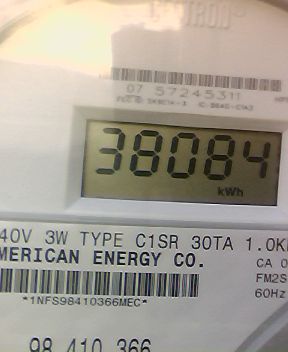 07 57245311
38084
kWh
40V 3W TYPE C1SR 30TA 1.0K
MERICAN ENERGY CO.
CA 0
FM2S
60Hz
*1NFS98410366MEC*
98 410 366